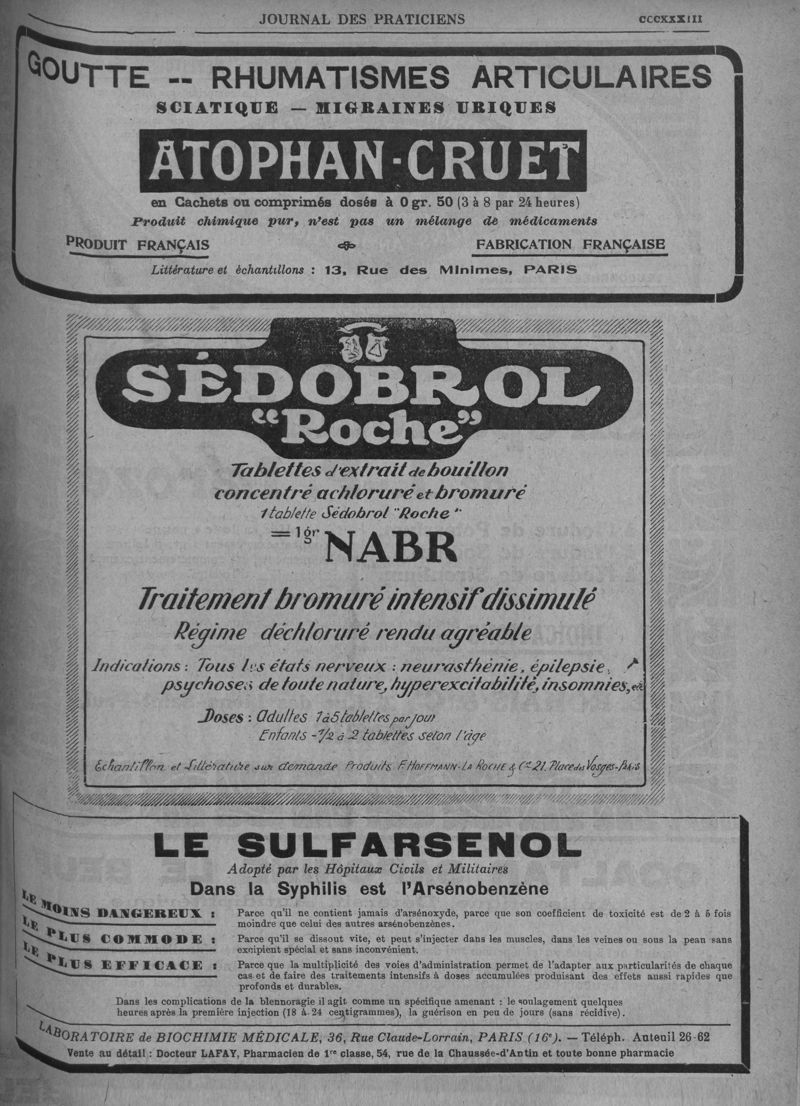 JOURNAL DES PRATICIENS CCCXXXIII
GOUTTE -- RHUMATISMES ARTICULAIRES
SCIATIQUE — MIGRAINES URIQUES
ATOPHAN-CRUET
en Cachets ou comprimés dosés à 0 gr. 50 (3 à 8 par 24 heures)
Produit chimique pur, n'est pas un mélange de médicaments
PRODUIT FRANÇAIS FABRICATION FRANÇAISE
Littérature et échantillons : 13, Rue des Minimes, PARIS
SÉDOBROL
"Roche"
Tablettes d'extrait de bouillon
concentré achloruré et bromuré
1 tablette Sédobrol "Roche"
= 1gr NABR
Traitement bromuré intensif dissimulé
Régime déchloruré rendu agréable
Indications : Tous les états nerveux : neurasthénie, épilepsie,
psychoses de toute nature, hyperexcitabilité, insomnies, etc
Doses : Adultes 1 à 5 tablettes par jour
Enfants - 1/2 à 2 tablettes selon l'âge
Echantillon et Littérature sur demande Produits F. HOFFMANN-LA ROCHE & Cie 21. Place des Vosges-Paris
LE SULFARSENOL
Adopté par les Hôpitaux Civils et Militaires
Dans la Syphilis est l'Arsénobenzène
LE MOINS DANGEREUX : Parce qu'il ne contient jamais d'arsénoxyde, parce que son coefficient de toxicité est de 2 à 5 fois
moindre que celui des autres arsénobenzènes.
LE PLUS COMMODE : Parce qu'il se dissout vite, et peut s'injecter dans les muscles, dans les veines ou sous la peau sans
excipient spécial et sans inconvénient.
LE PLUS EFFICACE : Parce que la multiplicité des voies d'administration permet de l'adapter aux particularités de chaque
cas et de faire des traitements intensifs à doses accumulées produisant des effets aussi rapides que
profonds et durables.
Dans les complications de la blennoragie il agit comme un spécifique amenant : le soulagement quelques
heures après la première injection (18 à 24 centigrammes), la guérison en peu de jours (sans récidive).
LABORATOIRE de BIOCHIMIE MÉDICALE, 36, Rue Claude-Lorrain, PARIS (16e). — Téléph. Auteuil 26-62
Vente au détail : Docteur LAFAY, Pharmacien de 1re classe, 54, rue de la Chaussée-d'Antin et toute bonne pharmacie